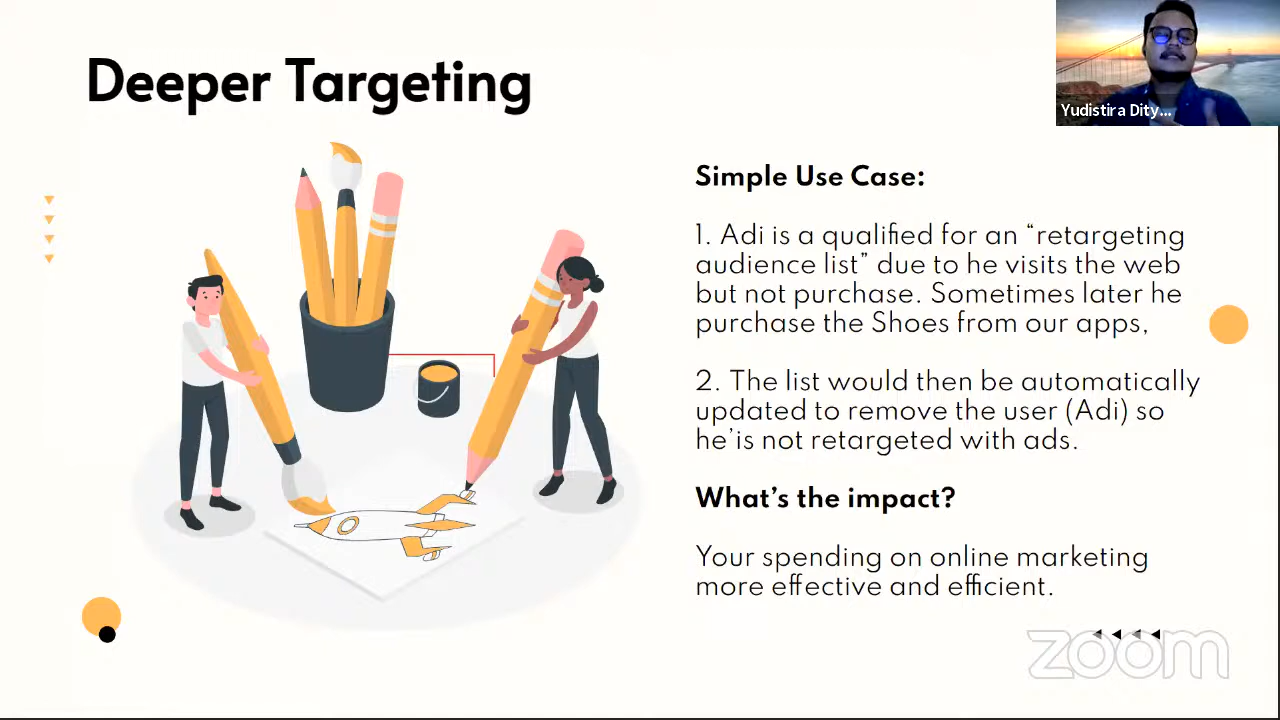 Deeper Targeting
Yudistira Dity...
Simple Use Case:
1. Adi is a qualified for an “retargeting
audience list” due to he visits the web
but not purchase. Sometimes later he
purchase the Shoes from our apps,
2. The list would then be automatically
updated to remove the user (Adi) so
he’is not retargeted with ads.
What’s the impact?
Your spending on online marketing
more effective and efficient.
zoom